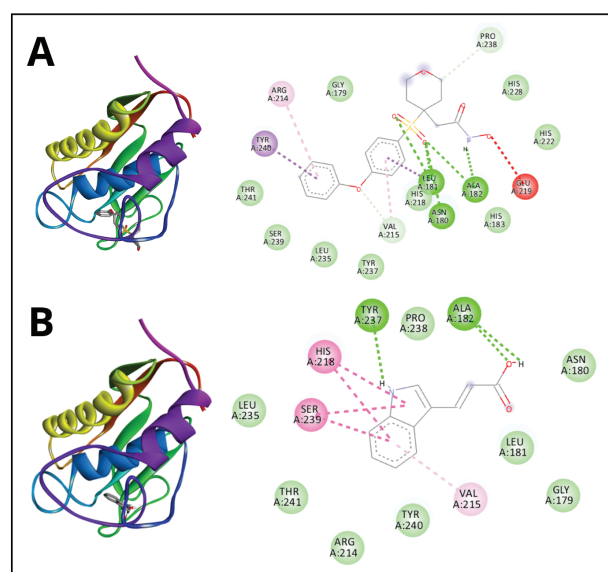 A
PRO
A:238
ARG
A:214
GLY
A:179
HIS
A:228
O
TYR
A:240
O
O
O
O
N
H
HIS
A:222
THR
A:241
O
LEU
A:181
HIS
A:218
ALA
A:182
GLU
A:219
ASN
A:180
HIS
A:183
SER
A:239
VAL
A:215
LEU
A:235
TYR
A:237
B
TYR
A:237
PRO
A:238
ALA
A:182
HIS
A:218
H
N
O
H
ASN
A:180
LEU
A:235
SER
A:239
O
LEU
A:181
THR
A:241
VAL
A:215
GLY
A:179
TYR
A:240
ARG
A:214